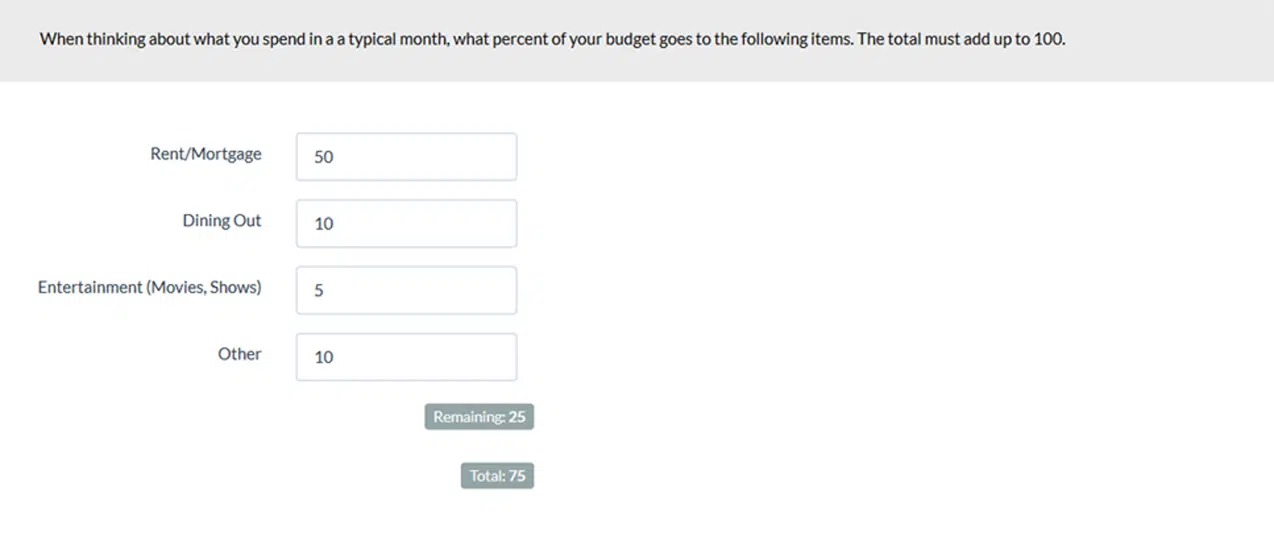 When thinking about what you spend in a a typical month, what percent of your budget goes to the following items. The total must add up to 100.
Rent/Mortgage 50
Dining Out 10
Entertainment (Movies, Shows) 5
Other 10
Remaining: 25
Total: 75